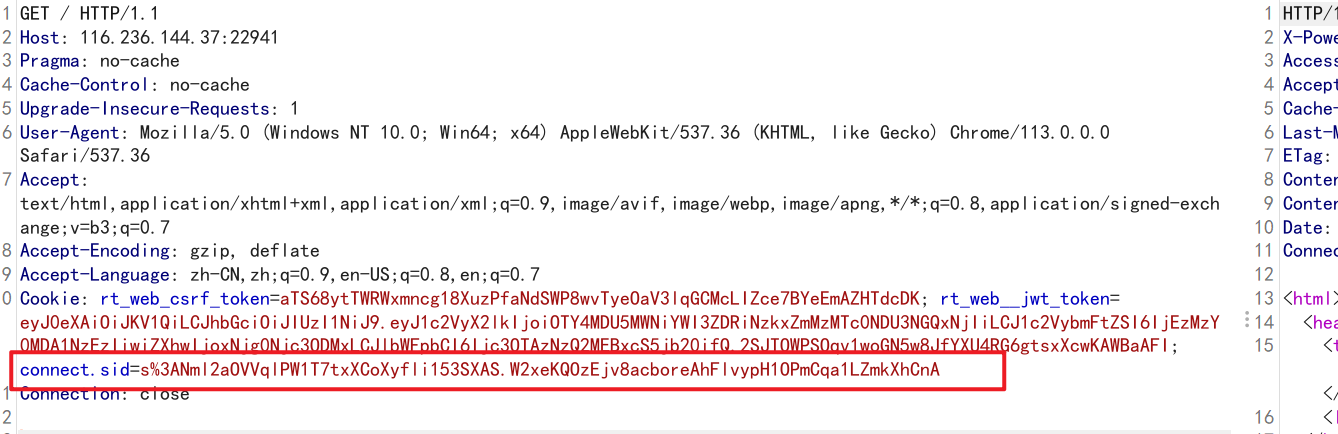 1 GET / HTTP/1.1
2 Host: 116.236.144.37:22941
3 Pragma: no-cache
4 Cache-Control: no-cache
5 Upgrade-Insecure-Requests: 1
6 User-Agent: Mozilla/5.0 (Windows NT 10.0; Win64; x64) AppleWebKit/537.36 (KHTML, like Gecko) Chrome/113.0.0.0
Safari/537.36
7 Accept:
text/html,application/xhtml+xml,application/xml;q=0.9,image/avif,image/webp,image/apng,*/*;q=0.8,application/signed-exch
ange;v=b3;q=0.7
8 Accept-Encoding: gzip, deflate
9 Accept-Language: zh-CN,zh;q=0.9,en-US;q=0.8,en;q=0.7
0 Cookie: rt_web_csrf_token=aTS68ytTWRWxmncg18XuzPfaNdSWP8wvTyeOaV3lqGCMcLlZce7BYeEmAZHTdcDK; rt_web__jwt_token=
eyJ0eXAiOiJKV1QiLCJhbGciOiJIUzI1NiJ9.eyJ1c2VyX2lkIjoiOTY4MDU5MWNiYWI3ZDRiNzkxZmMzMTc0NDU3NGQxNjIiLCJ1c2VybmFtZSI6IjEzMzY
0MDA1NzEzIiwiZXhwIjoxNjg0Njc3ODMxLCJlbWFpbCI6Ijc3OTAzNzQ2MEBxcS5jb20ifQ.2SJTOWPSOqv1woGN5w8JfYXU4RG6gtsxXcwKAWBaAFI;
connect.sid=s%3ANml2aOVVqlPW1T7txXCoXyfli153SXAS.W2xeKQOzEjv8acboreAhFlvypH1OPmCqa1LZmkXhCnA
1 Connection: close
2
1 HTTP/1
2 X-Powe
3 Access
4 Accept
5 Cache-
6 Last-M
7 ETag:
8 Conten
9 Conten
10 Date:
11 Connec
12
13 <html>
14 <hea
15 <t
</
16 <